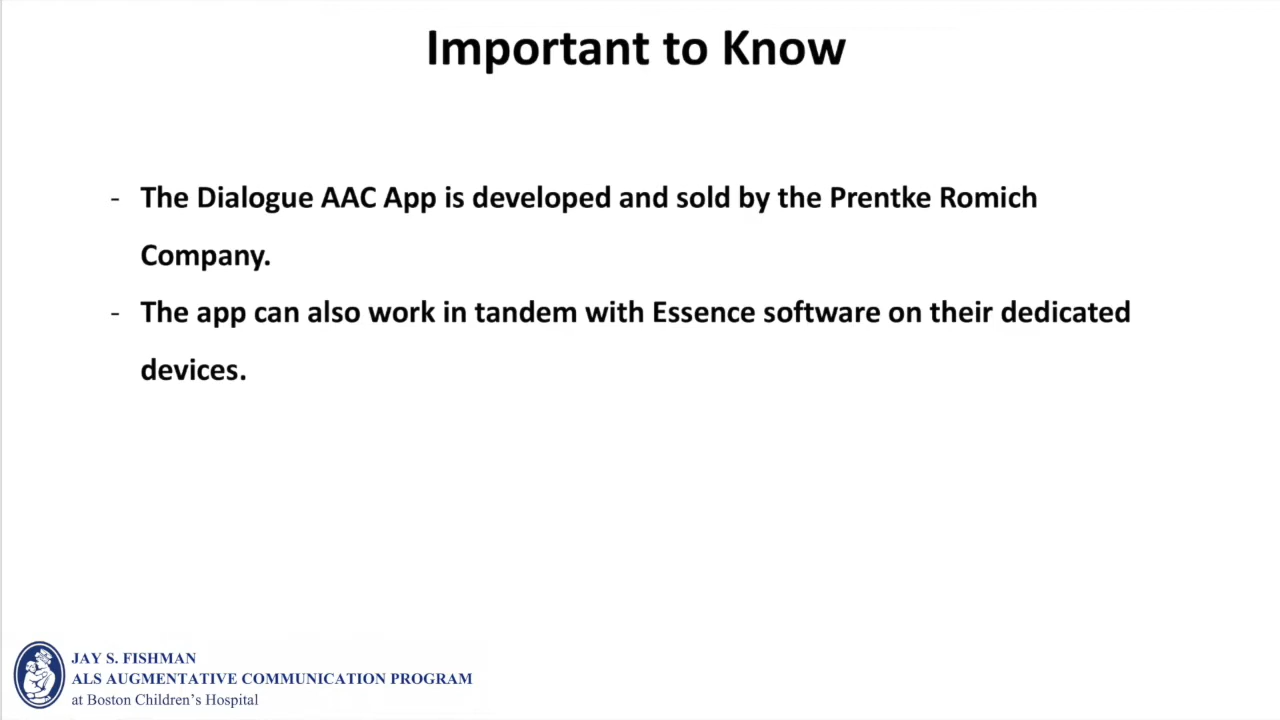 Important to Know
- The Dialogue AAC App is developed and sold by the Prentke Romich
Company.
- The app can also work in tandem with Essence software on their dedicated
devices.
JAY S. FISHMAN
ALS AUGMENTATIVE COMMUNICATION PROGRAM
at Boston Children’s Hospital